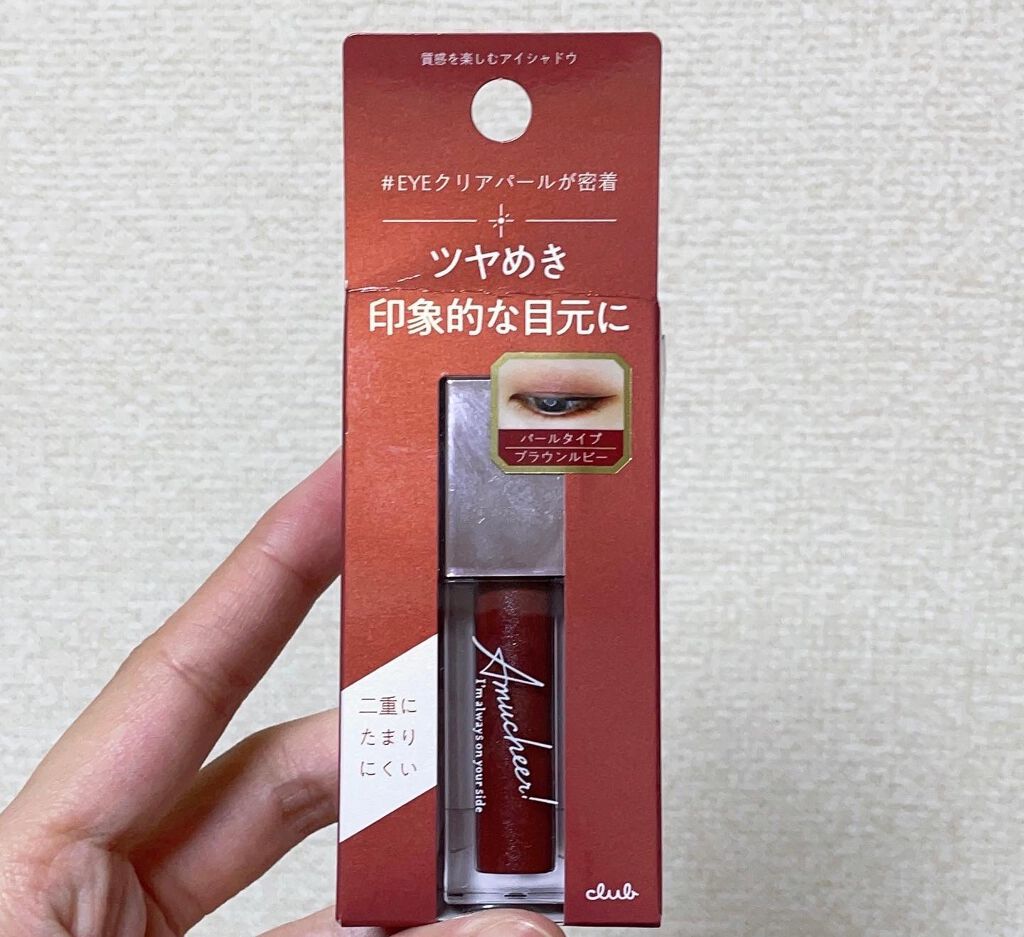 質感を楽しむアイシャドウ
#EYEクリアパールが密着
ツヤめき
印象的な目元に
パールタイプ
ブラウンルビー
Amucheer!
I'm always on your side
二重に
たまり
にくい
club